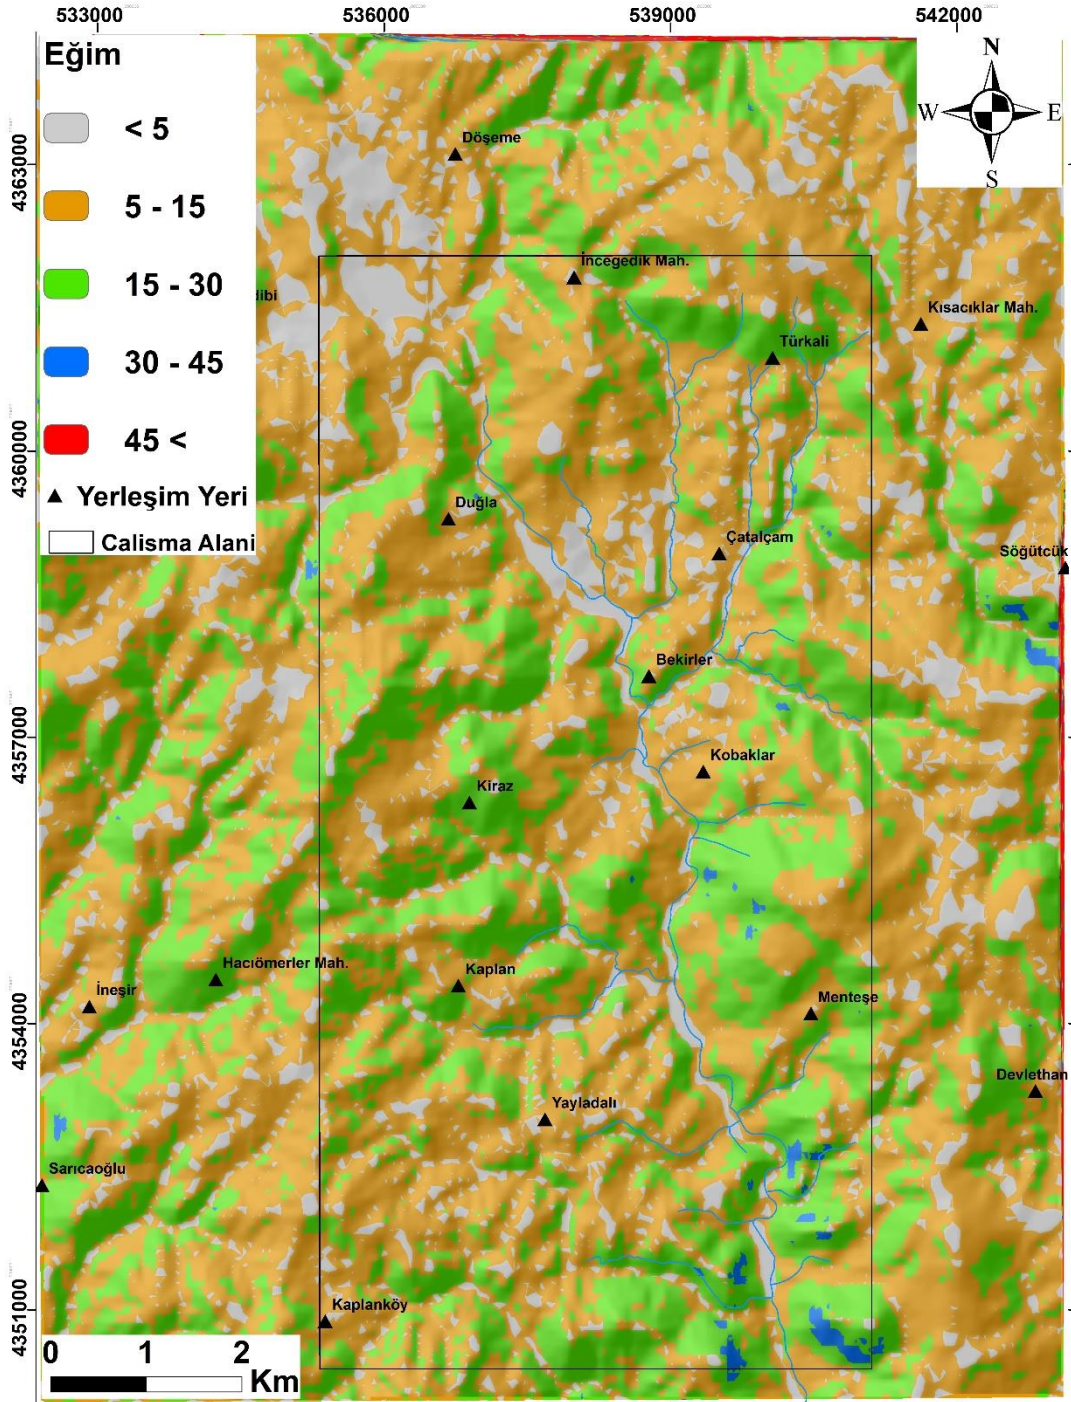 533000
536000
539000
542000
Eğim
< 5
5 - 15
15 - 30
30 - 45
45 <
Yerleşim Yeri
Calisma Alani
N
W
E
S
4363000
4360000
4357000
4354000
4351000
Döşeme
İncegedik Mah.
dibi
Kısacıklar Mah.
Türkali
Duğla
Çatalçam
Söğütcük
Bekirler
Kobaklar
Kiraz
Hacıömerler Mah.
Kaplan
İneşir
Menteşe
Devlethan
Yayladalı
Sarıcaoğlu
Kaplanköy
0 1 2
Km